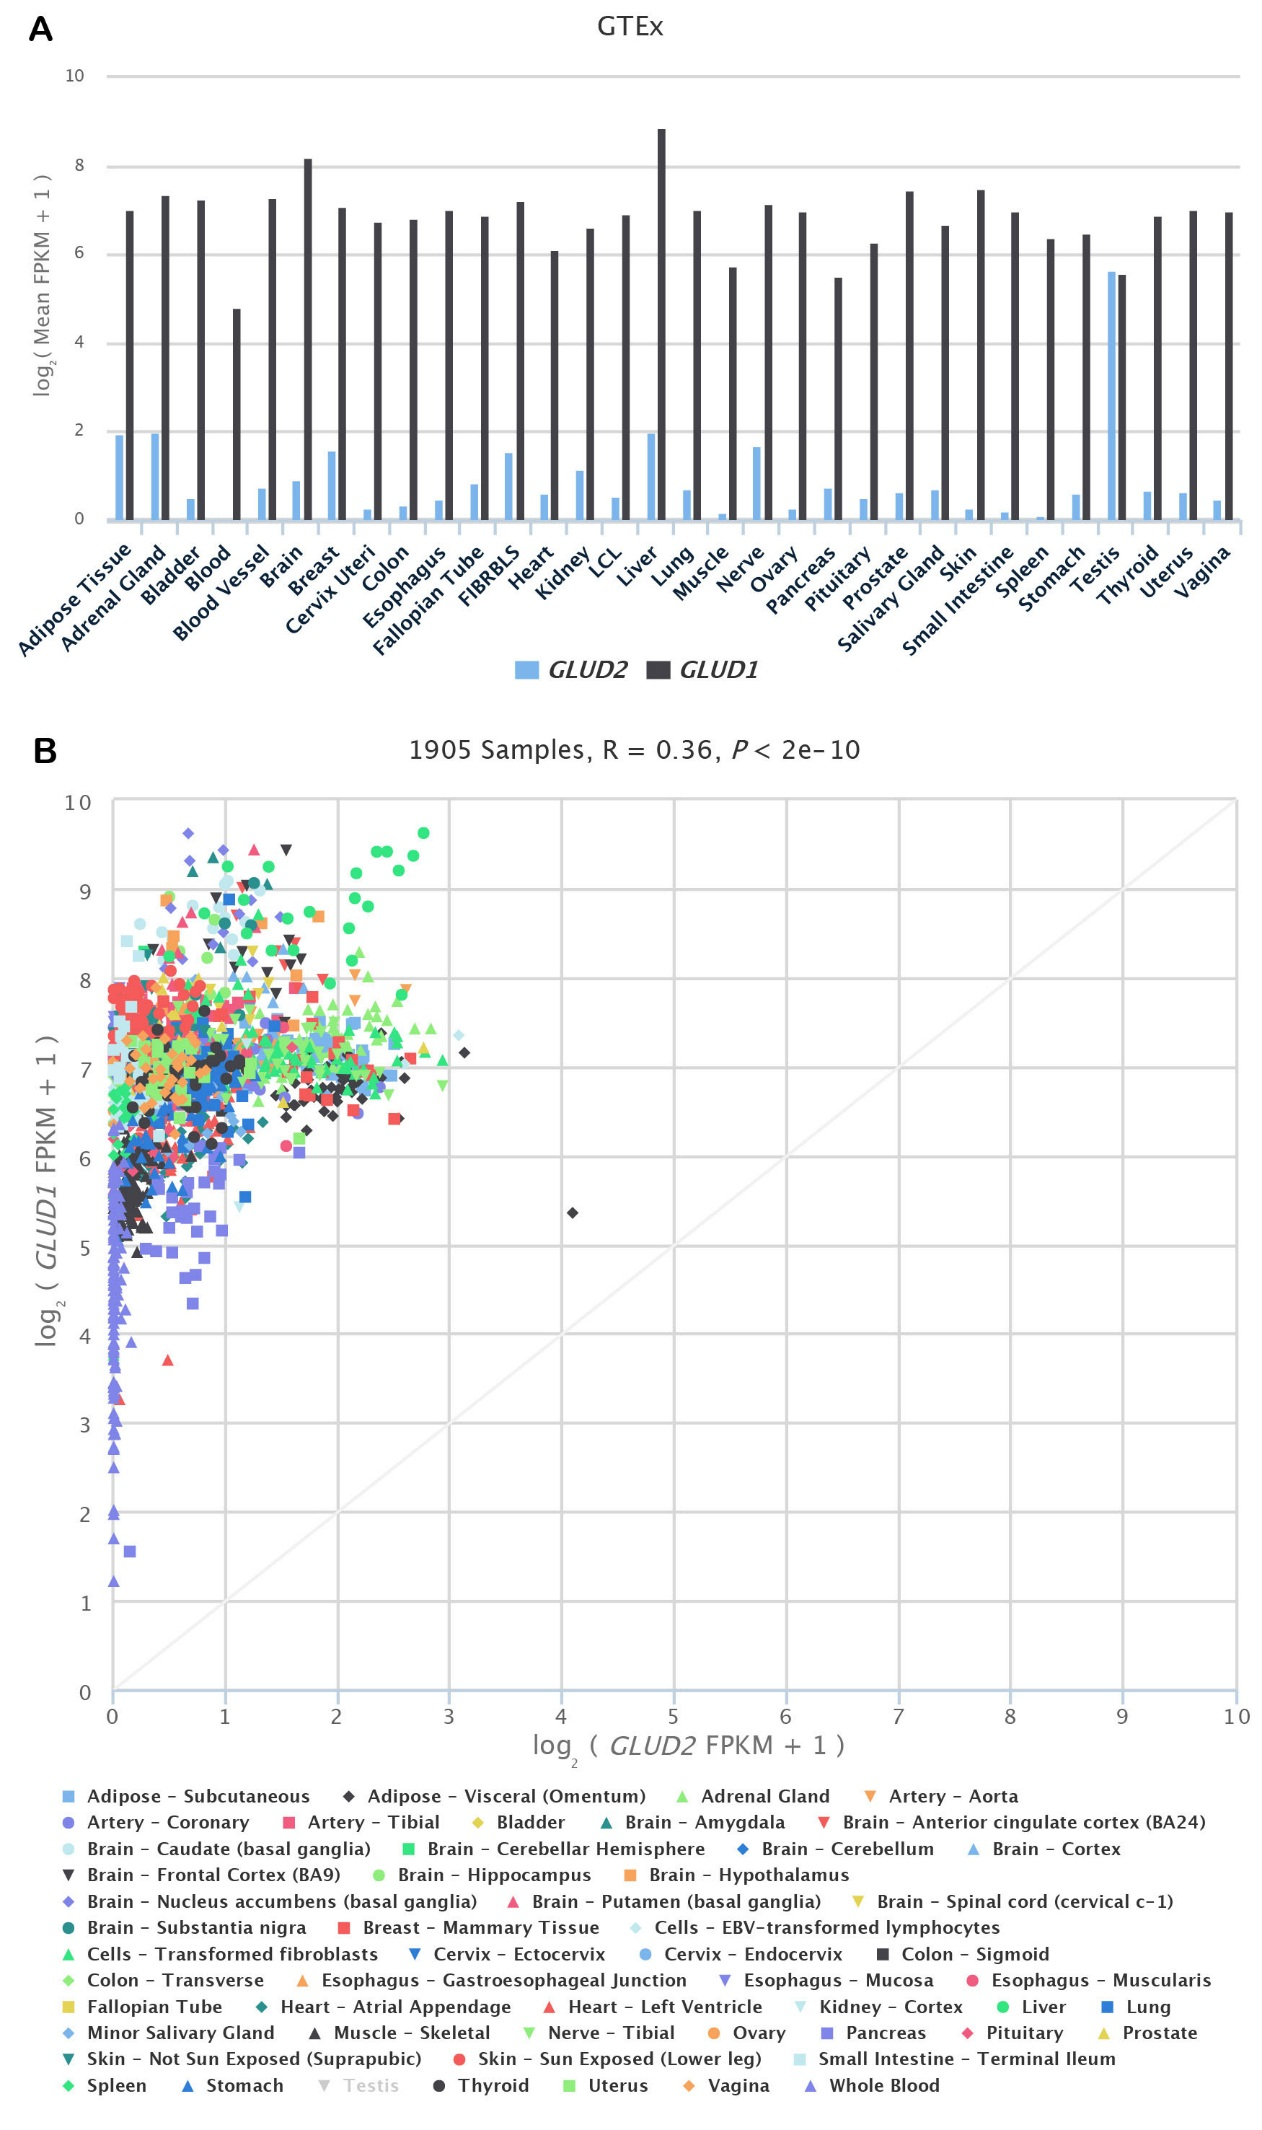 A
GTEx
10
8
6
4
2
0
log2( Mean FPKM + 1 )
Adipose Tissue
Adrenal Gland
Bladder
Blood
Blood Vessel
Brain
Breast
Cervix Uteri
Colon
Esophagus
Fallopian Tube
FIBRBLS
Heart
Kidney
LCL
Liver
Lung
Muscle
Nerve
Ovary
Pancreas
Pituitary
Prostate
Salivary Gland
Skin
Small Intestine
Spleen
Stomach
Testis
Thyroid
Uterus
Vagina
GLUD2 GLUD1
B
1905 Samples, R = 0.36, P < 2e-10
10
9
8
7
6
5
4
3
2
1
0
log2 ( GLUD1 FPKM + 1 )
0 1 2 3 4 5 6 7 8 9 10
log2 ( GLUD2 FPKM + 1 )
Adipose – Subcutaneous Adipose – Visceral (Omentum) Adrenal Gland Artery – Aorta
Artery – Coronary Artery – Tibial Bladder Brain – Amygdala Brain – Anterior cingulate cortex (BA24)
Brain – Caudate (basal ganglia) Brain – Cerebellar Hemisphere Brain – Cerebellum Brain – Cortex
Brain – Frontal Cortex (BA9) Brain – Hippocampus Brain – Hypothalamus
Brain – Nucleus accumbens (basal ganglia) Brain – Putamen (basal ganglia) Brain – Spinal cord (cervical c-1)
Brain – Substantia nigra Breast – Mammary Tissue Cells – EBV-transformed lymphocytes
Cells – Transformed fibroblasts Cervix – Ectocervix Cervix – Endocervix Colon – Sigmoid
Colon – Transverse Esophagus – Gastroesophageal Junction Esophagus – Mucosa Esophagus – Muscularis
Fallopian Tube Heart – Atrial Appendage Heart – Left Ventricle Kidney – Cortex Liver Lung
Minor Salivary Gland Muscle – Skeletal Nerve – Tibial Ovary Pancreas Pituitary Prostate
Skin – Not Sun Exposed (Suprapubic) Skin – Sun Exposed (Lower leg) Small Intestine – Terminal Ileum
Spleen Stomach Testis Thyroid Uterus Vagina Whole Blood